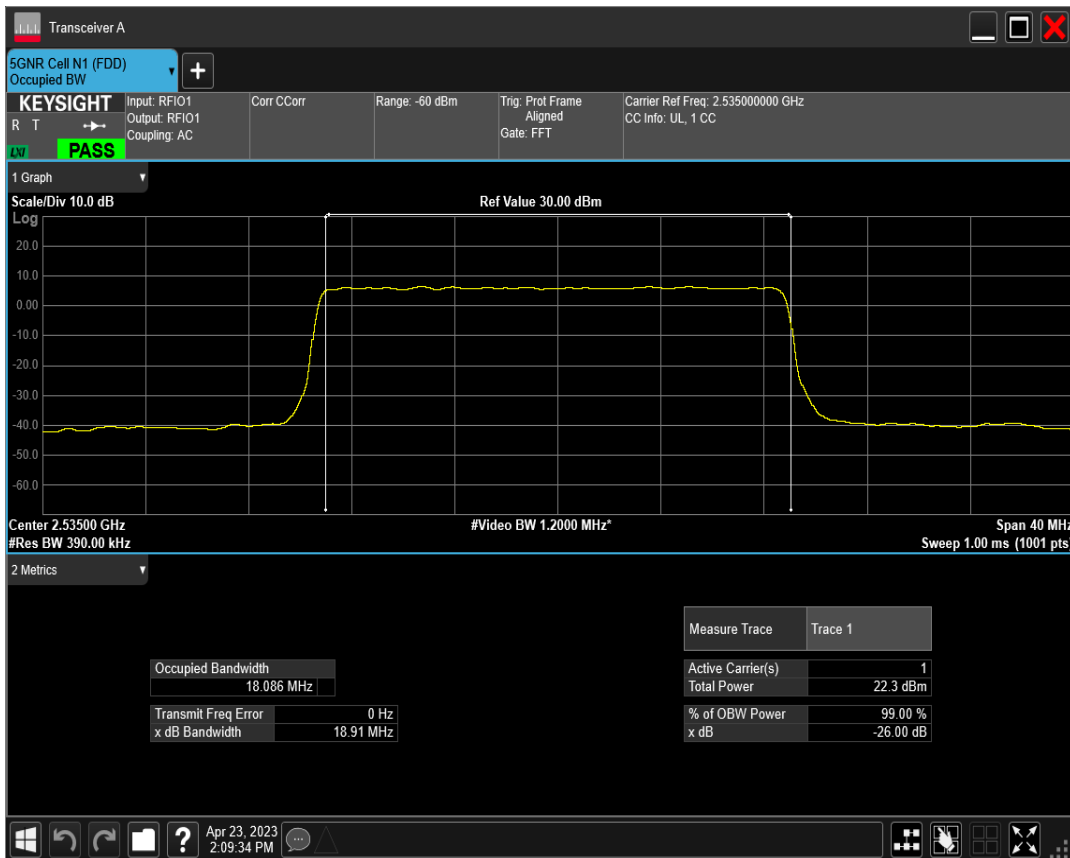 Transceiver A
5GNR Cell N1 (FDD)
Occupied BW
+
KEYSIGHT
R T
LXI
PASS
Input: RFIO1
Output: RFIO1
Coupling: AC
Corr CCorr
Range: -60 dBm
Trig: Prot Frame
Aligned
Gate: FFT
Carrier Ref Freq: 2.535000000 GHz
CC Info: UL, 1 CC
1 Graph
Scale/Div 10.0 dB
Ref Value 30.00 dBm
Log
20.0
10.0
0.00
-10.0
-20.0
-30.0
-40.0
-50.0
-60.0
Center 2.53500 GHz
#Video BW 1.2000 MHz*
Span 40 MHz
#Res BW 390.00 kHz
Sweep 1.00 ms (1001 pts)
2 Metrics
Measure Trace Trace 1
Occupied Bandwidth
18.086 MHz
Active Carrier(s) 1
Total Power 22.3 dBm
Transmit Freq Error 0 Hz
x dB Bandwidth 18.91 MHz
% of OBW Power 99.00 %
x dB -26.00 dB
?
Apr 23, 2023
2:09:34 PM